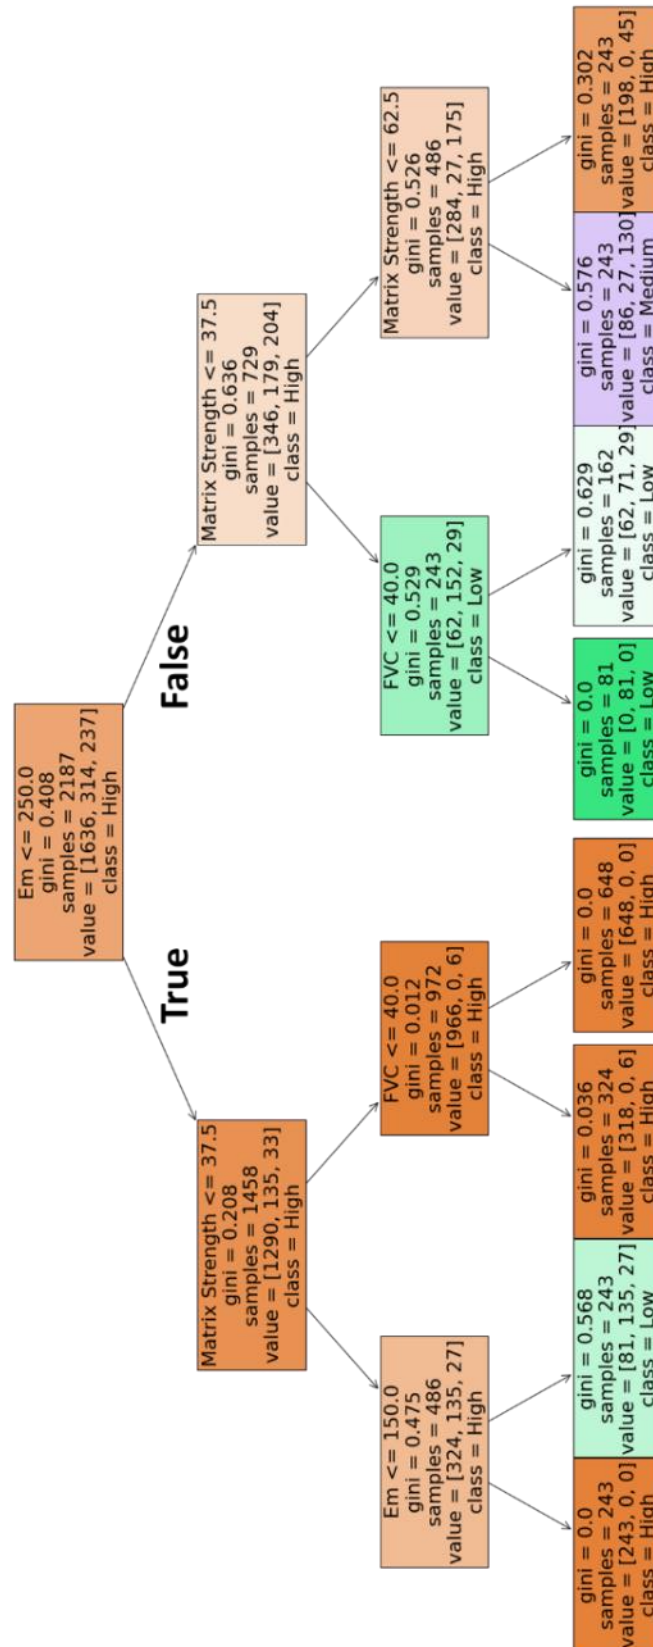 Em <= 250.0
gini = 0.408
samples = 2187
value = [1636, 314, 237]
class = High
True
False
Matrix Strength <= 37.5
gini = 0.208
samples = 1458
value = [1290, 135, 33]
class = High
Matrix Strength <= 37.5
gini = 0.636
samples = 729
value = [346, 179, 204]
class = High
Em <= 150.0
gini = 0.475
samples = 486
value = [324, 135, 27]
class = High
FVC <= 40.0
gini = 0.012
samples = 972
value = [966, 0, 6]
class = High
FVC <= 40.0
gini = 0.529
samples = 243
value = [62, 152, 29]
class = Low
Matrix Strength <= 62.5
gini = 0.526
samples = 486
value = [284, 27, 175]
class = High
gini = 0.0
samples = 243
value = [243, 0, 0]
class = High
gini = 0.568
samples = 243
value = [81, 135, 27]
class = Low
gini = 0.036
samples = 324
value = [318, 0, 6]
class = High
gini = 0.0
samples = 648
value = [648, 0, 0]
class = High
gini = 0.0
samples = 81
value = [0, 81, 0]
class = Low
gini = 0.629
samples = 162
value = [62, 71, 29]
class = Low
gini = 0.576
samples = 243
value = [86, 27, 130]
class = Medium
gini = 0.302
samples = 243
value = [198, 0, 45]
class = High